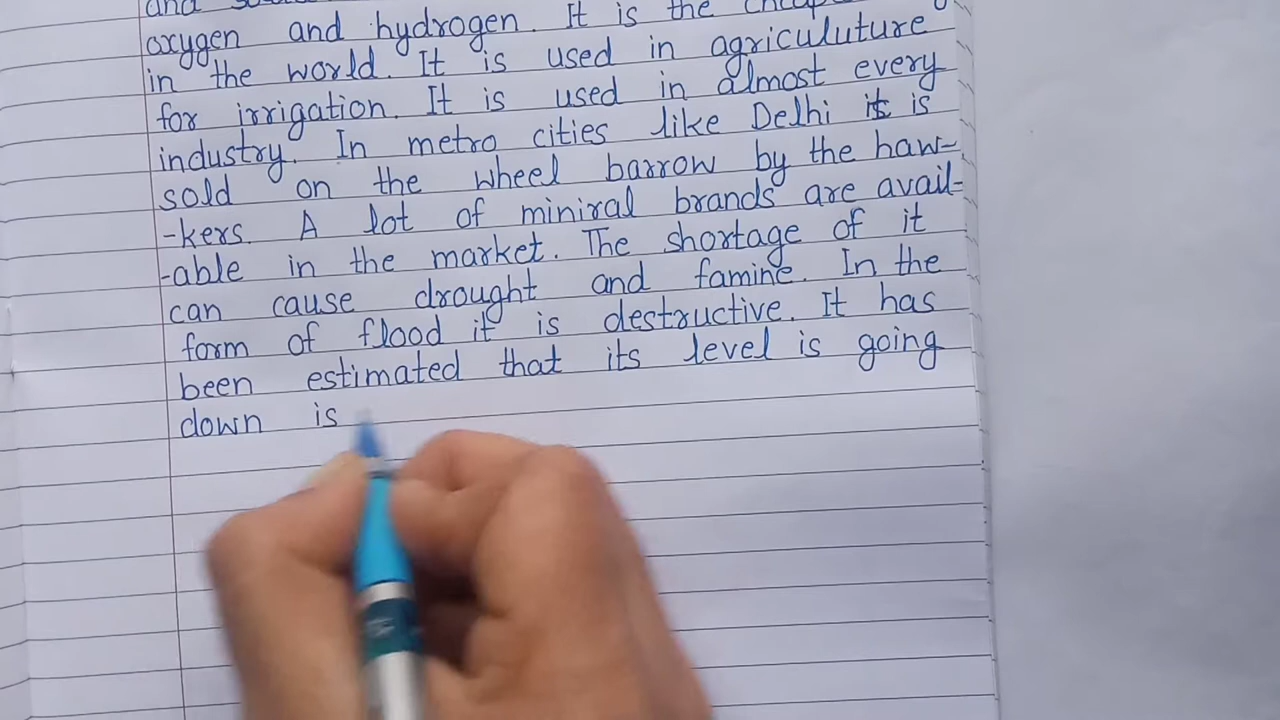 and
oxygen and hydrogen. It is the
in the world. It is used in agricululture
for irrigation. It is used in almost every
industry. In metro cities like Delhi it is
sold on the wheel barrow by the haw-
-kers. A lot of miniral brands are avail-
-able in the market. The shortage of it
can cause drought and famine. In the
form of flood it is destructive. It has
been estimated that its level is going
down is